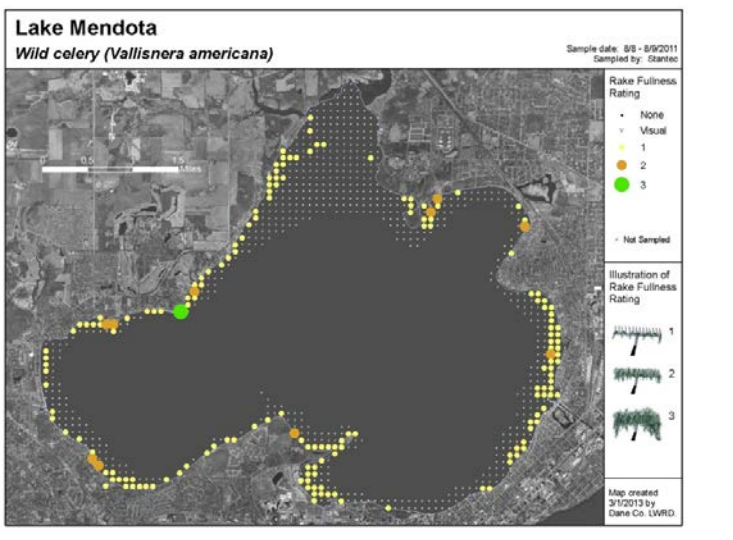 Lake Mendota
Wild celery (Vallisnera americana)
Sample date: 8/8 - 8/9/2011
Sampled by: Stantec
Rake Fullness
Rating
None
Visual
1
2
3
Not Sampled
0 0.5 1.5
Miles
Illustration of
Rake Fullness
Rating
1
2
3
Map created
3/1/2013 by
Dane Co. LWRD.